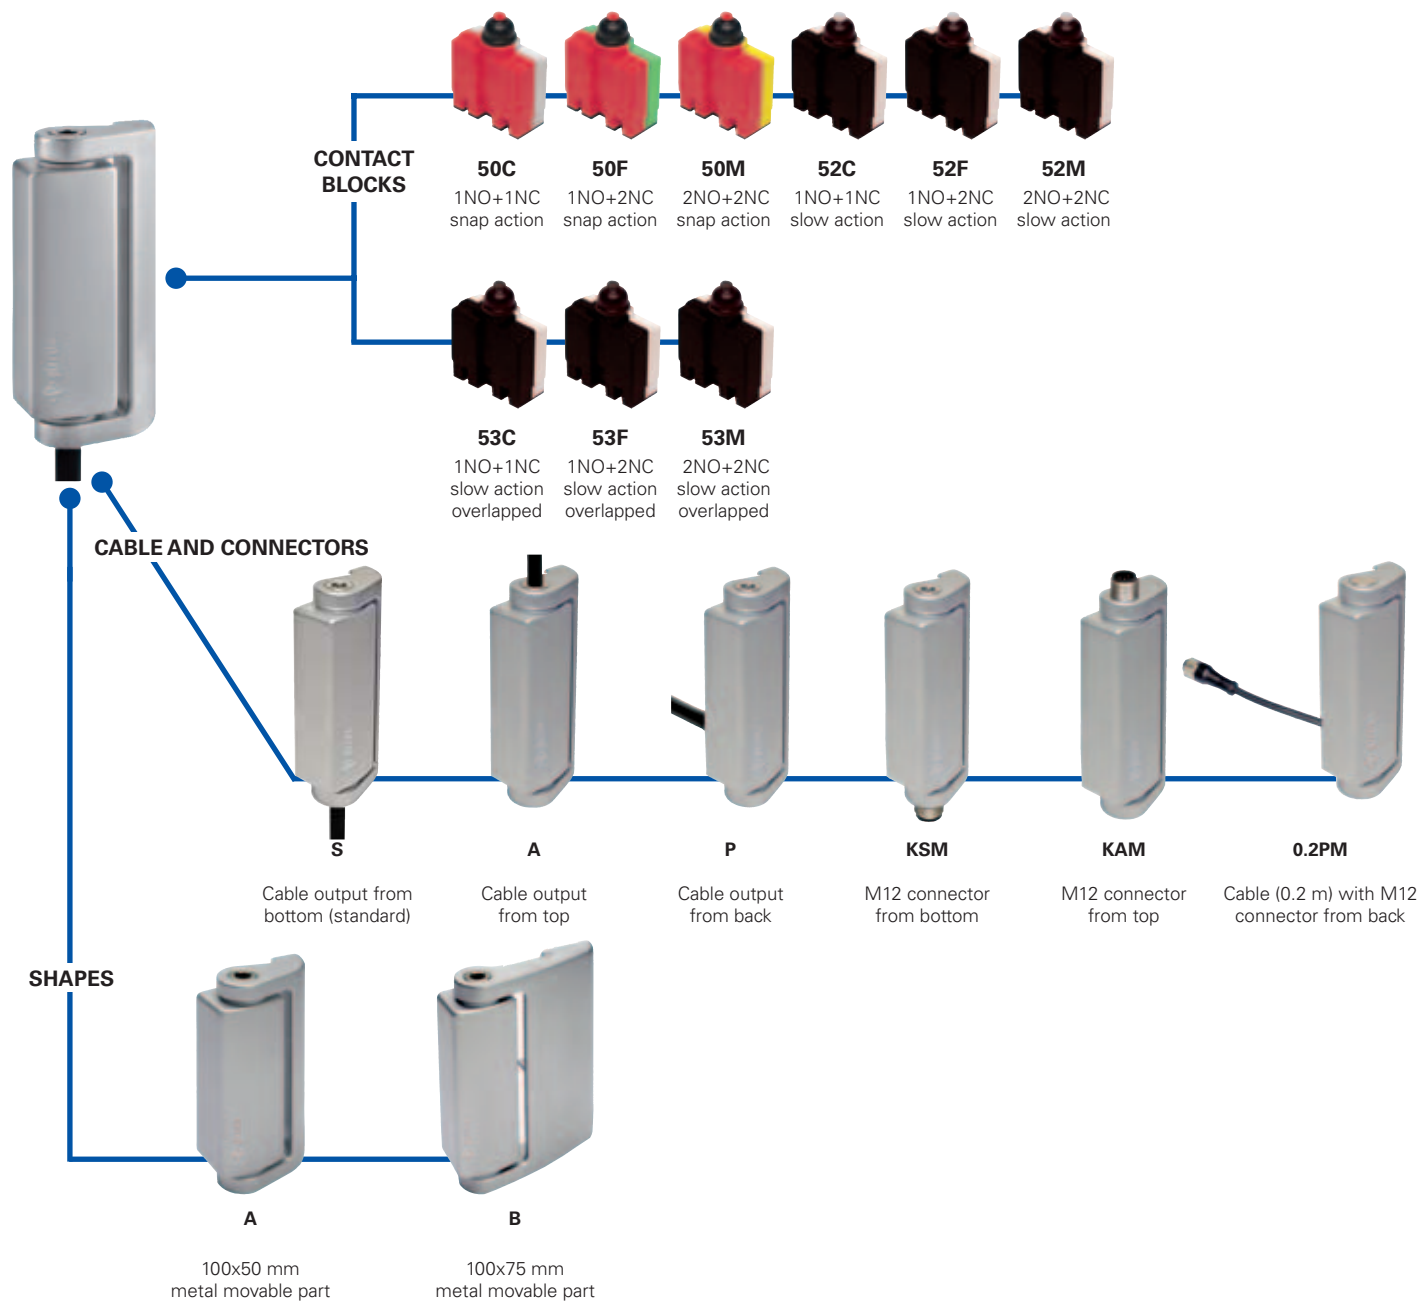 CONTACT
BLOCKS
50C
50F
50M
52C
52F
52M
1NO+1NC
snap action
1NO+2NC
snap action
2NO+2NC
snap action
1NO+1NC
slow action
1NO+2NC
slow action
2NO+2NC
slow action
53C
53F
53M
1NO+1NC
slow action
overlapped
1NO+2NC
slow action
overlapped
2NO+2NC
slow action
overlapped
CABLE AND CONNECTORS
S
A
P
KSM
KAM
0.2PM
Cable output from
bottom (standard)
Cable output
from top
Cable output
from back
M12 connector
from bottom
M12 connector
from top
Cable (0.2 m) with M12
connector from back
SHAPES
A
B
100x50 mm
metal movable part
100x75 mm
metal movable part